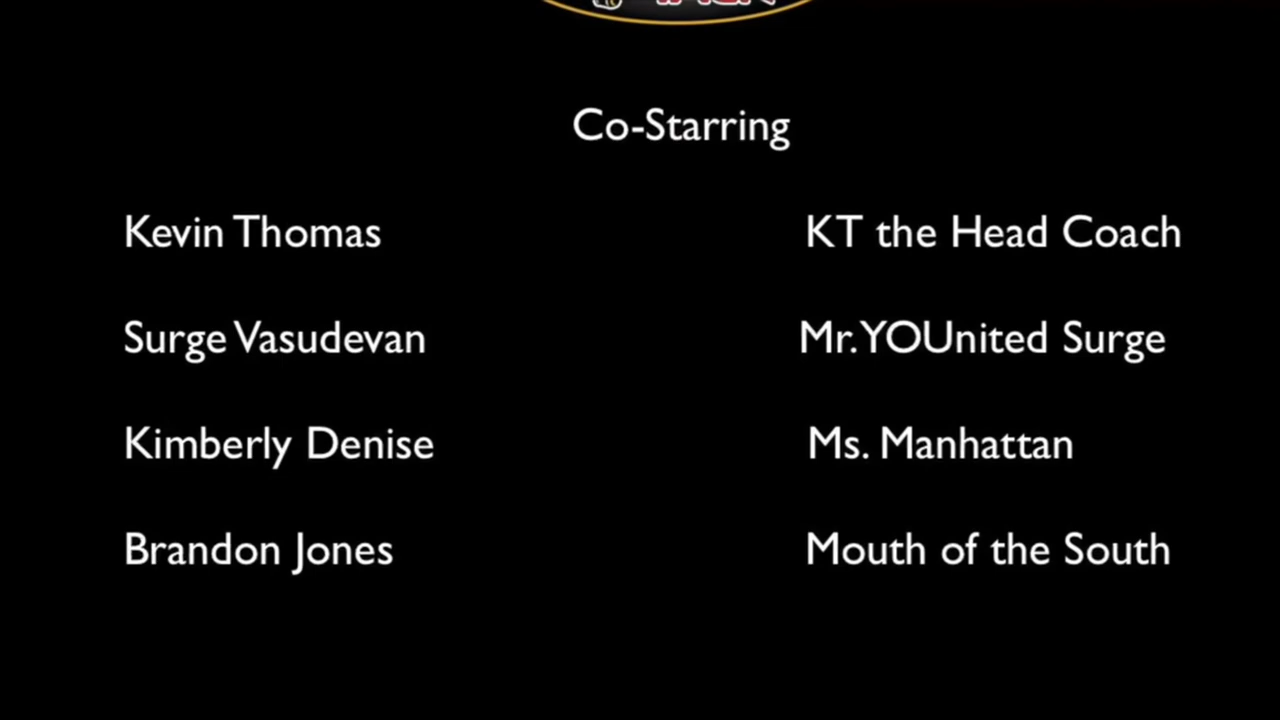 Co-Starring
Kevin Thomas KT the Head Coach
Surge Vasudevan Mr. YOUnited Surge
Kimberly Denise Ms. Manhattan
Brandon Jones Mouth of the South